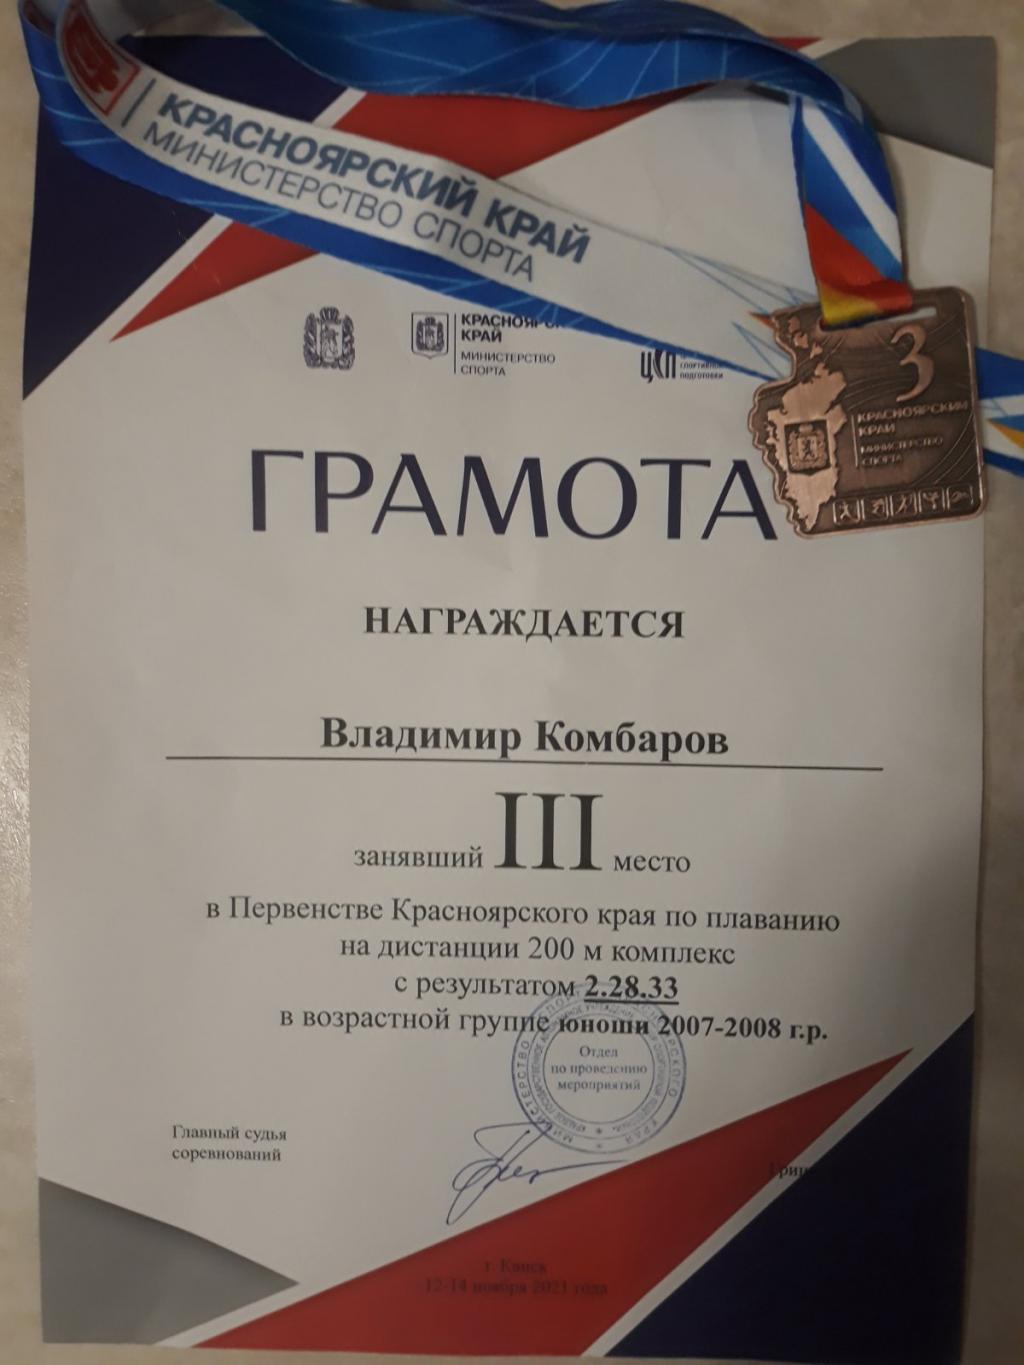 КРАСНОЯРСКИЙ КРАЙ
МИНИСТЕРСТВО СПОРТА
КРАЙ
МИНИСТЕРСТВО
СПОРТА
ЦСП
ПОДГОТОВКИ
3
КРАСНОЯРСКИЙ
КРАЙ
МИНИСТЕРСТВО
СПОРТА
ГРАМОТА
НАГРАЖДАЕТСЯ
Владимир Комбаров
занявший III место
в Первенстве Красноярского края по плаванию
на дистанции 200 м комплекс
с результатом 2.28.33
в возрастной группе юноши 2007-2008 г.р.
Отдел
по проведению
мероприятий
Главный судья
соревнований
г. Канск
12-14 ноября 2021 года